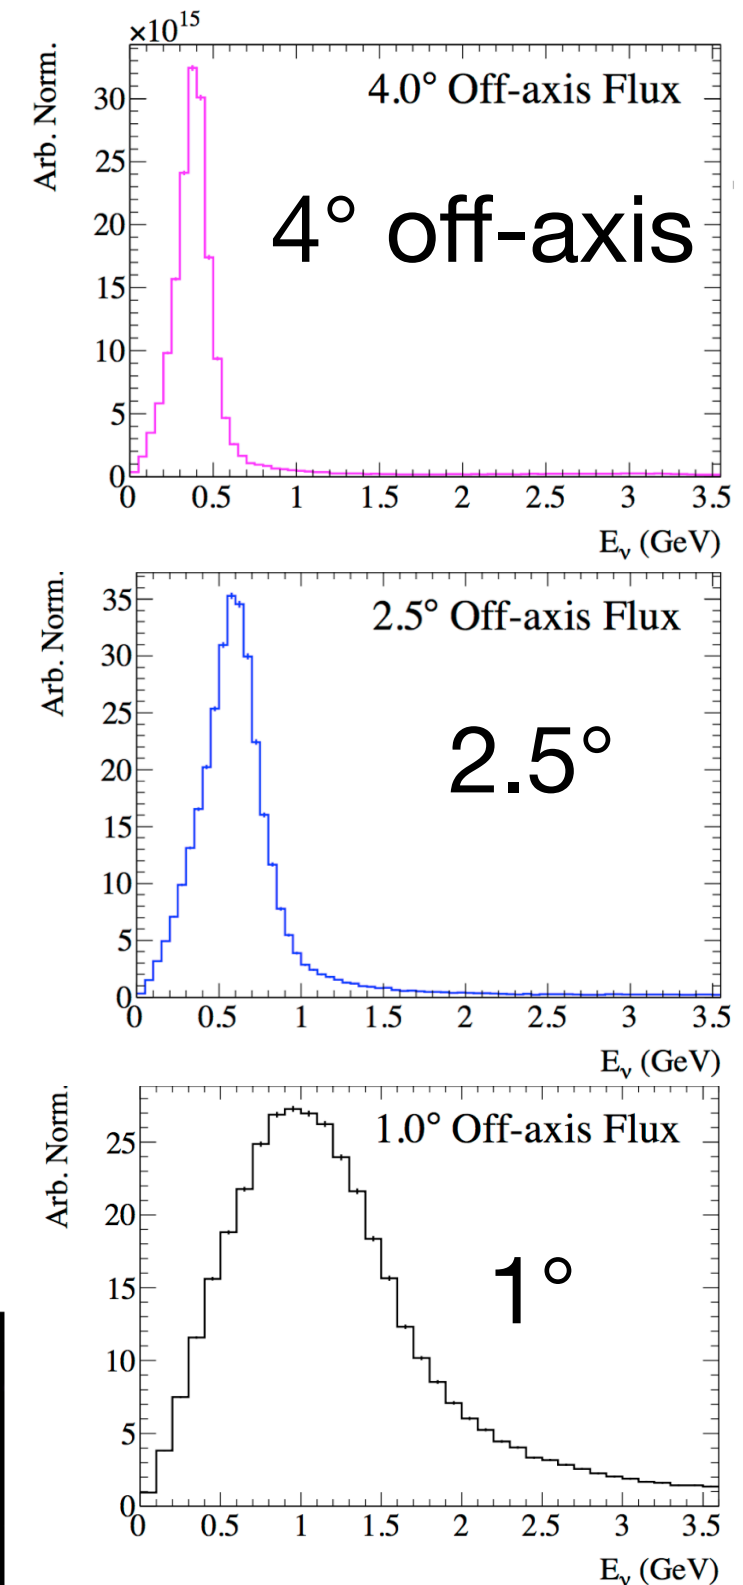 ×10¹⁵
Arb. Norm.
4.0° Off-axis Flux
4° off-axis
30
25
20
15
10
5
0
0 0.5 1 1.5 2 2.5 3 3.5
Eν (GeV)
Arb. Norm.
2.5° Off-axis Flux
2.5°
35
30
25
20
15
10
5
0
0 0.5 1 1.5 2 2.5 3 3.5
Eν (GeV)
Arb. Norm.
1.0° Off-axis Flux
1°
25
20
15
10
5
0
0 0.5 1 1.5 2 2.5 3 3.5
Eν (GeV)